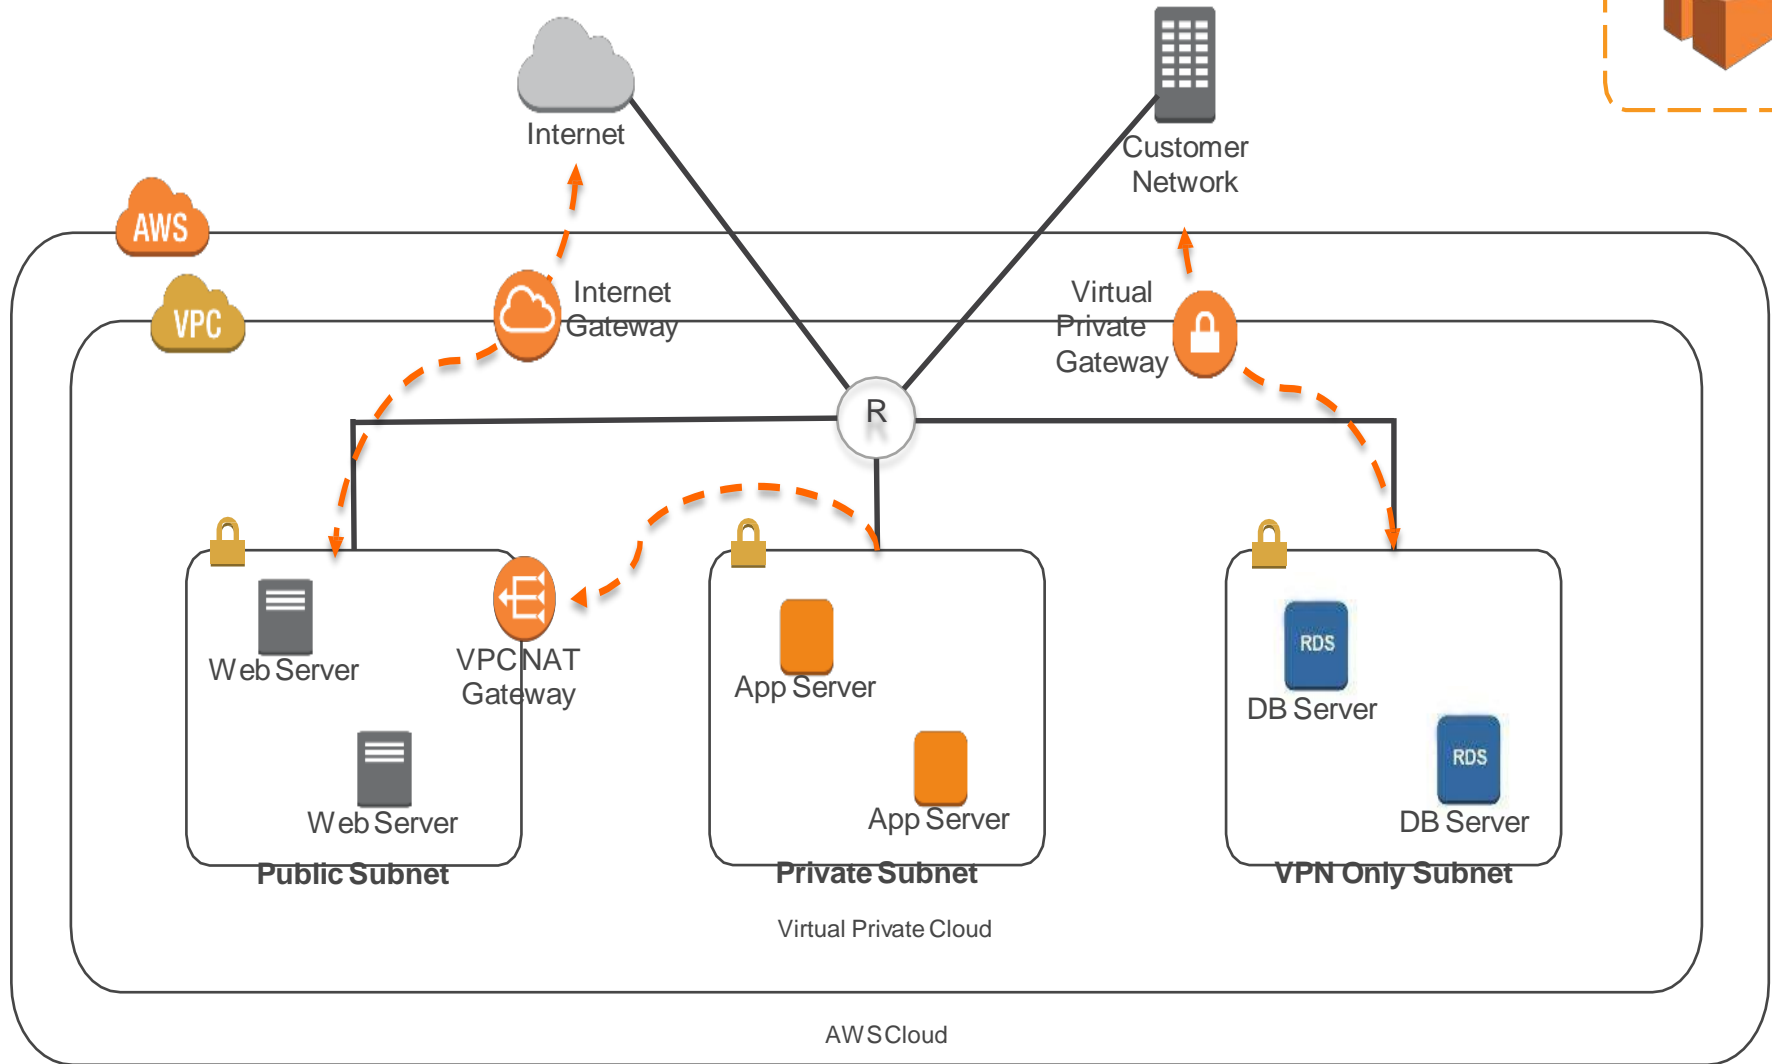 Internet
Customer
Network
AWS
VPC
Internet
Gateway
Virtual
Private
Gateway
R
Web Server
VPC NAT
Gateway
Web Server
Public Subnet
App Server
App Server
Private Subnet
RDS
DB Server
RDS
DB Server
VPN Only Subnet
Virtual Private Cloud
AWS Cloud